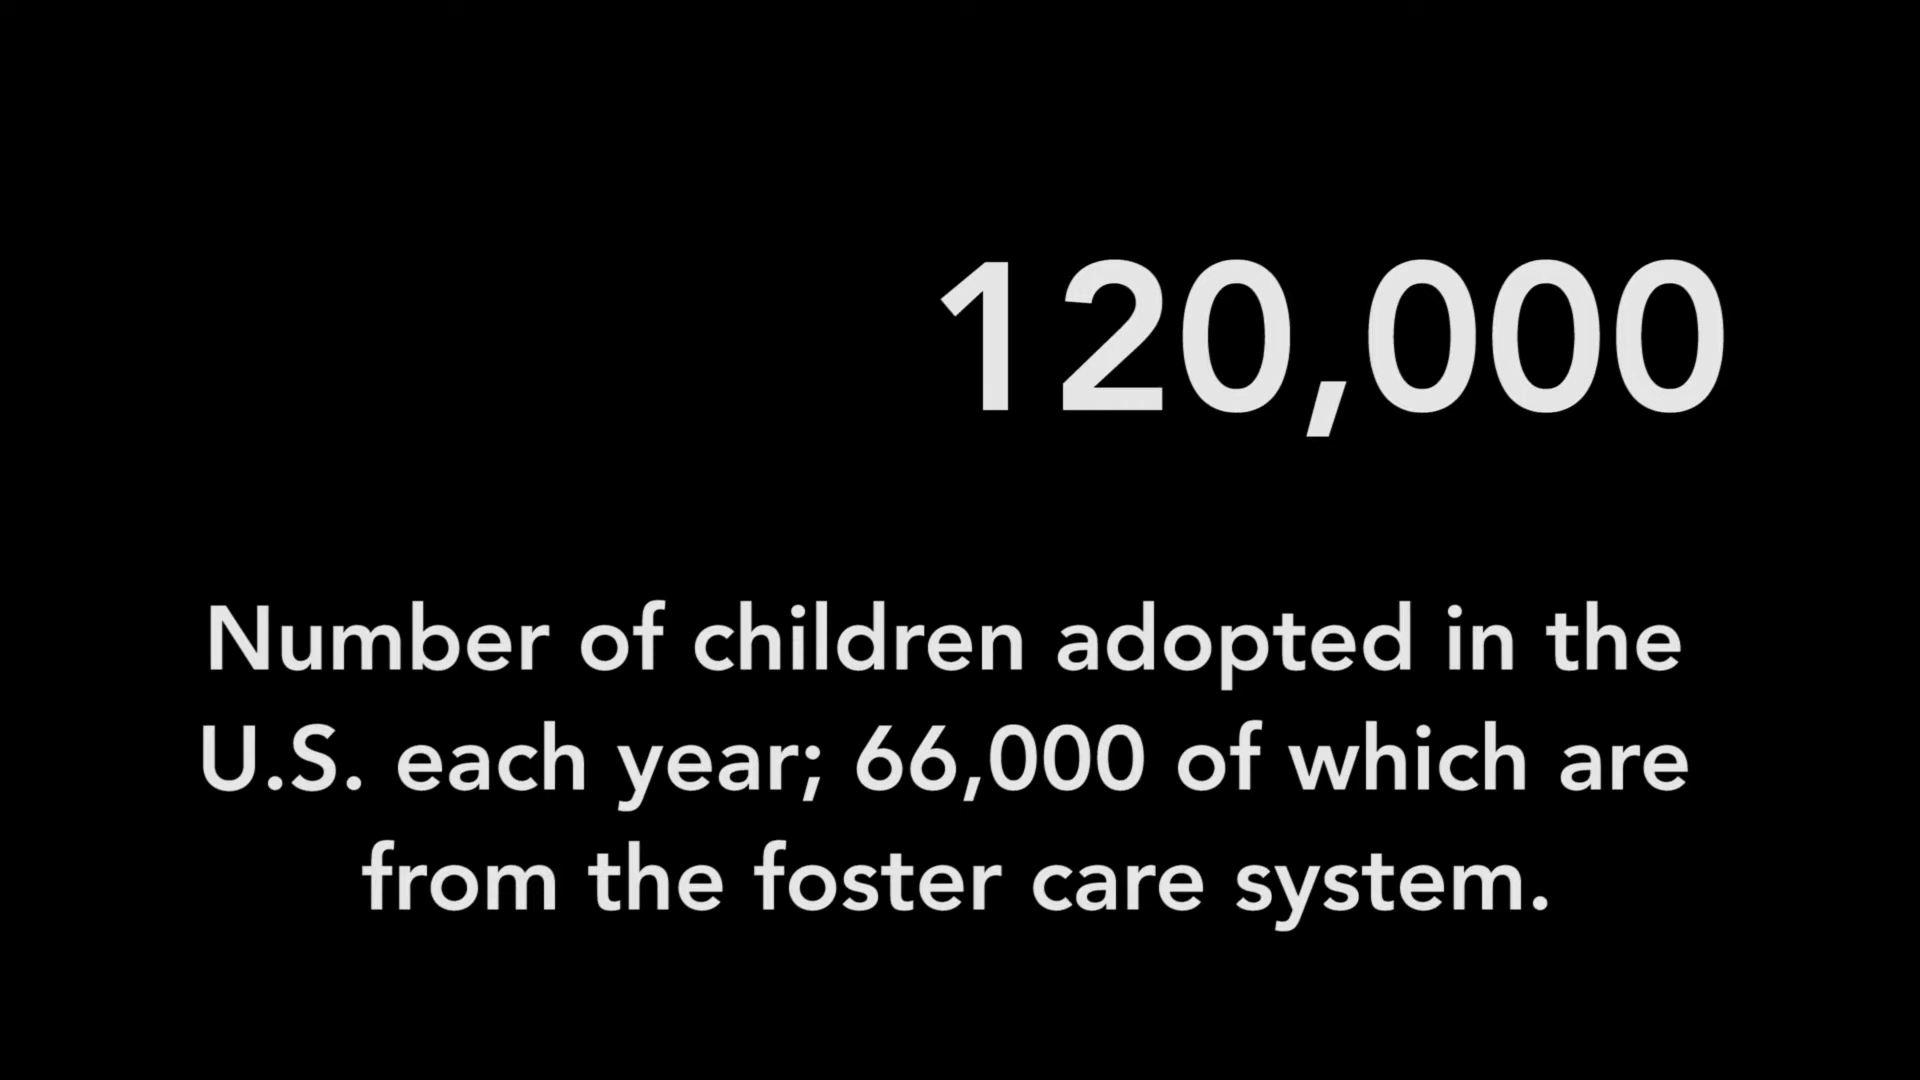 120,000
Number of children adopted in the
U.S. each year; 66,000 of which are
from the foster care system.